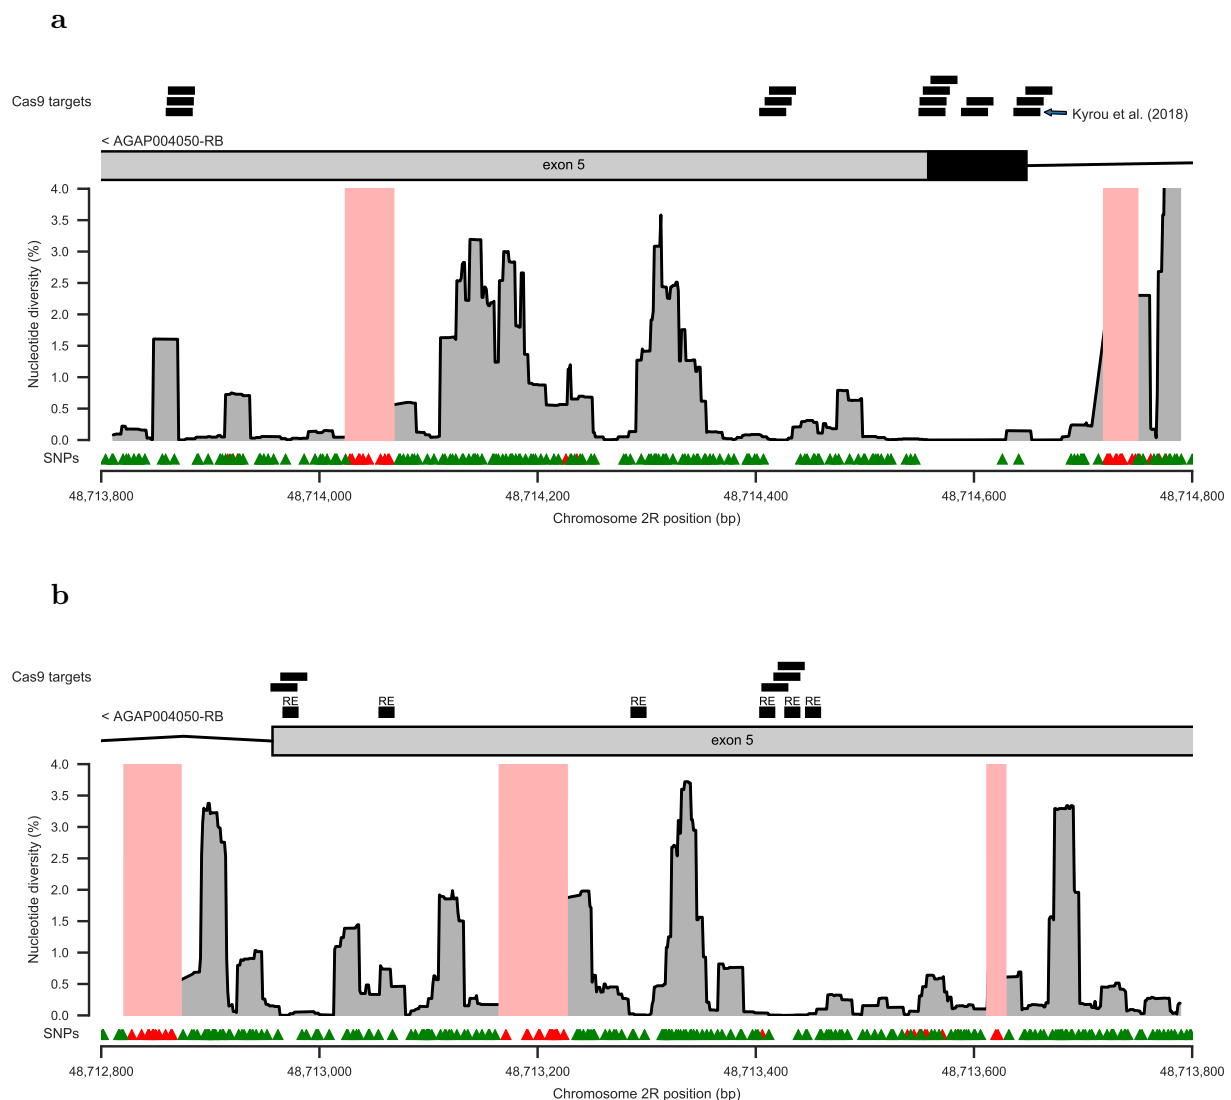 a
Cas9 targets
Kyrou et al. (2018)
< AGAP004050-RB
exon 5
4.0
3.5
3.0
2.5
2.0
1.5
1.0
0.5
0.0
Nucleotide diversity (%)
SNPs
48,713,800 48,714,000 48,714,200 48,714,400 48,714,600 48,714,800
Chromosome 2R position (bp)
b
Cas9 targets
RE RE RE RE RE RE
< AGAP004050-RB
exon 5
4.0
3.5
3.0
2.5
2.0
1.5
1.0
0.5
0.0
Nucleotide diversity (%)
SNPs
48,712,800 48,713,000 48,713,200 48,713,400 48,713,600 48,713,800
Chromosome 2R position (bp)